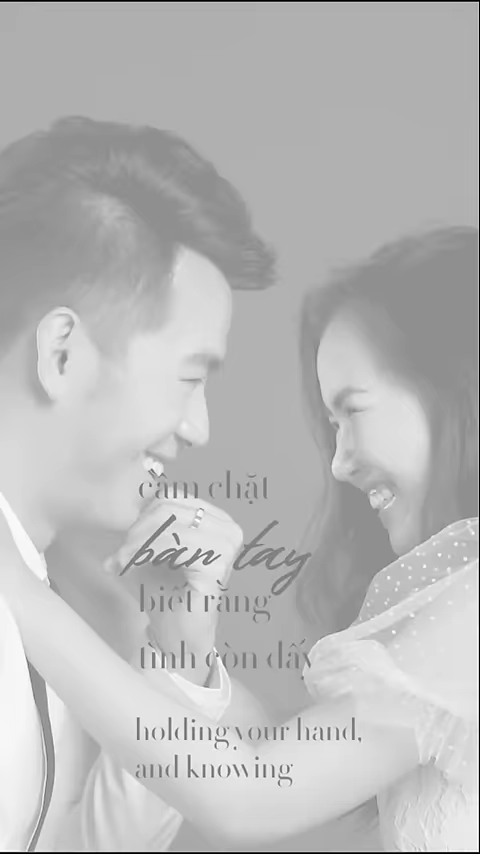 cầm chặt
bàn tay
biết rằng
tình còn đấy
holding your hand,
and knowing